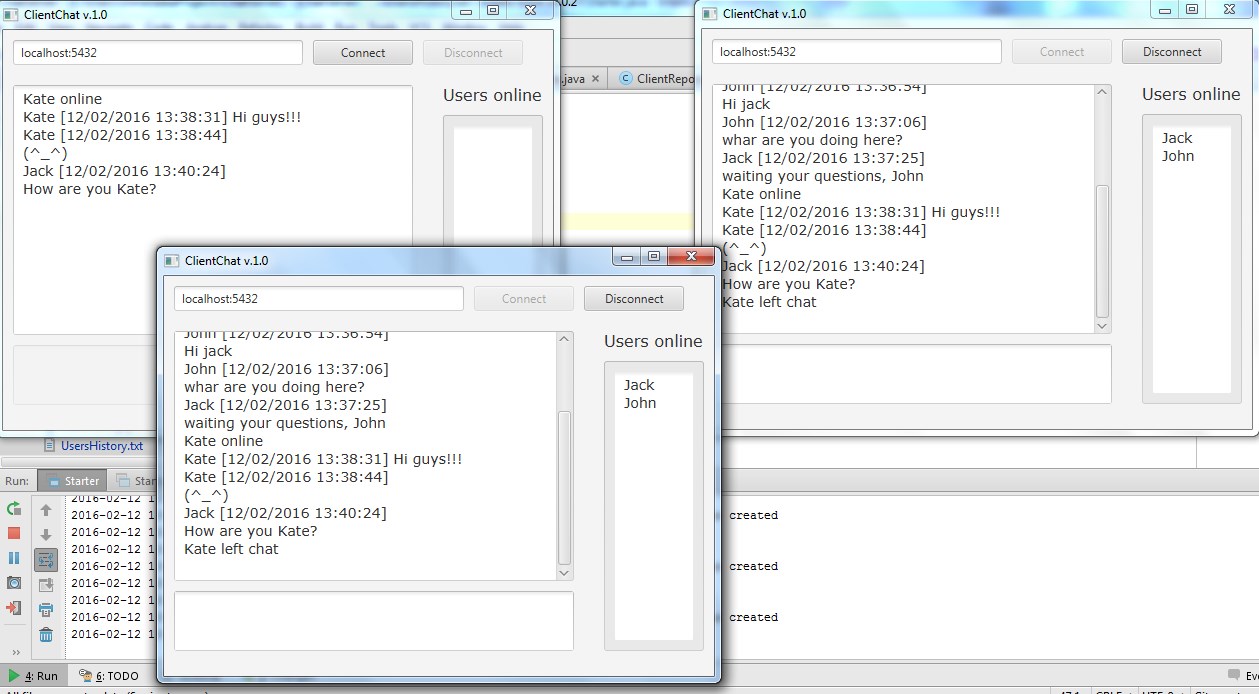 ClientChat v.1.0
localhost:5432
Connect
Disconnect
Kate online
Kate [12/02/2016 13:38:31] Hi guys!!!
Kate [12/02/2016 13:38:44]
(^_^)
Jack [12/02/2016 13:40:24]
How are you Kate?
Users online
.java
ClientRepo
ClientChat v.1.0
localhost:5432
Connect
Disconnect
John [12/02/2016 13:36:54]
Hi jack
John [12/02/2016 13:37:06]
whar are you doing here?
Jack [12/02/2016 13:37:25]
waiting your questions, John
Kate online
Kate [12/02/2016 13:38:31] Hi guys!!!
Kate [12/02/2016 13:38:44]
(^_^)
Jack [12/02/2016 13:40:24]
How are you Kate?
Kate left chat
Users online
Jack
John
ClientChat v.1.0
localhost:5432
Connect
Disconnect
John [12/02/2016 13:36:54]
Hi jack
John [12/02/2016 13:37:06]
whar are you doing here?
Jack [12/02/2016 13:37:25]
waiting your questions, John
Kate online
Kate [12/02/2016 13:38:31] Hi guys!!!
Kate [12/02/2016 13:38:44]
(^_^)
Jack [12/02/2016 13:40:24]
How are you Kate?
Kate left chat
Users online
Jack
John
UsersHistory.txt
Run:
Starter
Star
2016-02-12 1
2016-02-12 1
created
2016-02-12 1
2016-02-12 1
2016-02-12 1
created
2016-02-12 1
2016-02-12 1
2016-02-12 1
created
2016-02-12 1
4: Run
6: TODO
Ev